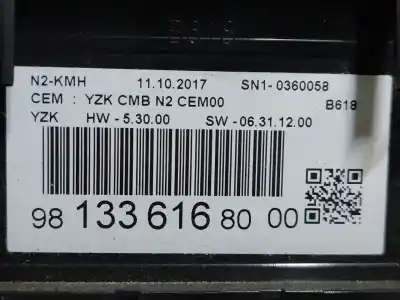 B618
N2-KMH 11.10.2017 SN1- 0360058
CEM : YZK CMB N2 CEM00 B618
YZK HW - 5.30.00 SW - 06.31.12.00
98 133 616 80 00